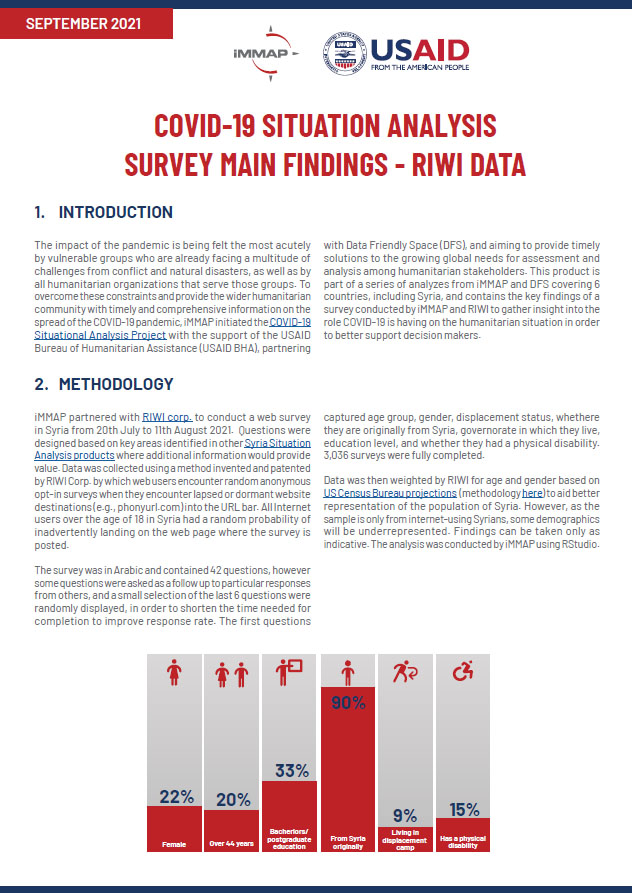 SEPTEMBER 2021
iMMAP
USAID
FROM THE AMERICAN PEOPLE
COVID-19 SITUATION ANALYSIS
SURVEY MAIN FINDINGS - RIWI DATA
1. INTRODUCTION
The impact of the pandemic is being felt the most acutely
by vulnerable groups who are already facing a multitude of
challenges from conflict and natural disasters, as well as by
all humanitarian organizations that serve those groups. To
overcome these constraints and provide the wider humanitarian
community with timely and comprehensive information on the
spread of the COVID-19 pandemic, iMMAP initiated the COVID-19
Situational Analysis Project with the support of the USAID
Bureau of Humanitarian Assistance (USAID BHA), partnering
with Data Friendly Space (DFS), and aiming to provide timely
solutions to the growing global needs for assessment and
analysis among humanitarian stakeholders. This product is
part of a series of analyzes from iMMAP and DFS covering 6
countries, including Syria, and contains the key findings of a
survey conducted by iMMAP and RIWI to gather insight into the
role COVID-19 is having on the humanitarian situation in order
to better support decision makers.
2. METHODOLOGY
iMMAP partnered with RIWI corp. to conduct a web survey
in Syria from 20th July to 11th August 2021. Questions were
designed based on key areas identified in other Syria Situation
Analysis products where additional information would provide
value. Data was collected using a method invented and patented
by RIWI Corp. by which web users encounter random anonymous
opt-in surveys when they encounter lapsed or dormant website
destinations (e.g., phonyurl.com) into the URL bar. All Internet
users over the age of 18 in Syria had a random probability of
inadvertently landing on the web page where the survey is
posted.
The survey was in Arabic and contained 42 questions, however
some questions were asked as a follow up to particular responses
from others, and a small selection of the last 6 questions were
randomly displayed, in order to shorten the time needed for
completion to improve response rate. The first questions
captured age group, gender, displacement status, whethere
they are originally from Syria, governorate in which they live,
education level, and whether they had a physical disability.
3,036 surveys were fully completed.
Data was then weighted by RIWI for age and gender based on
US Census Bureau projections (methodology here) to aid better
representation of the population of Syria. However, as the
sample is only from internet-using Syrians, some demographics
will be underrepresented. Findings can be taken only as
indicative. The analysis was conducted by iMMAP using RStudio.
22%
Female
20%
Over 44 years
33%
Bacheriors/
postgraduate
education
90%
From Syria
originally
9%
Living in
displacement
camp
15%
Has a physical
disability